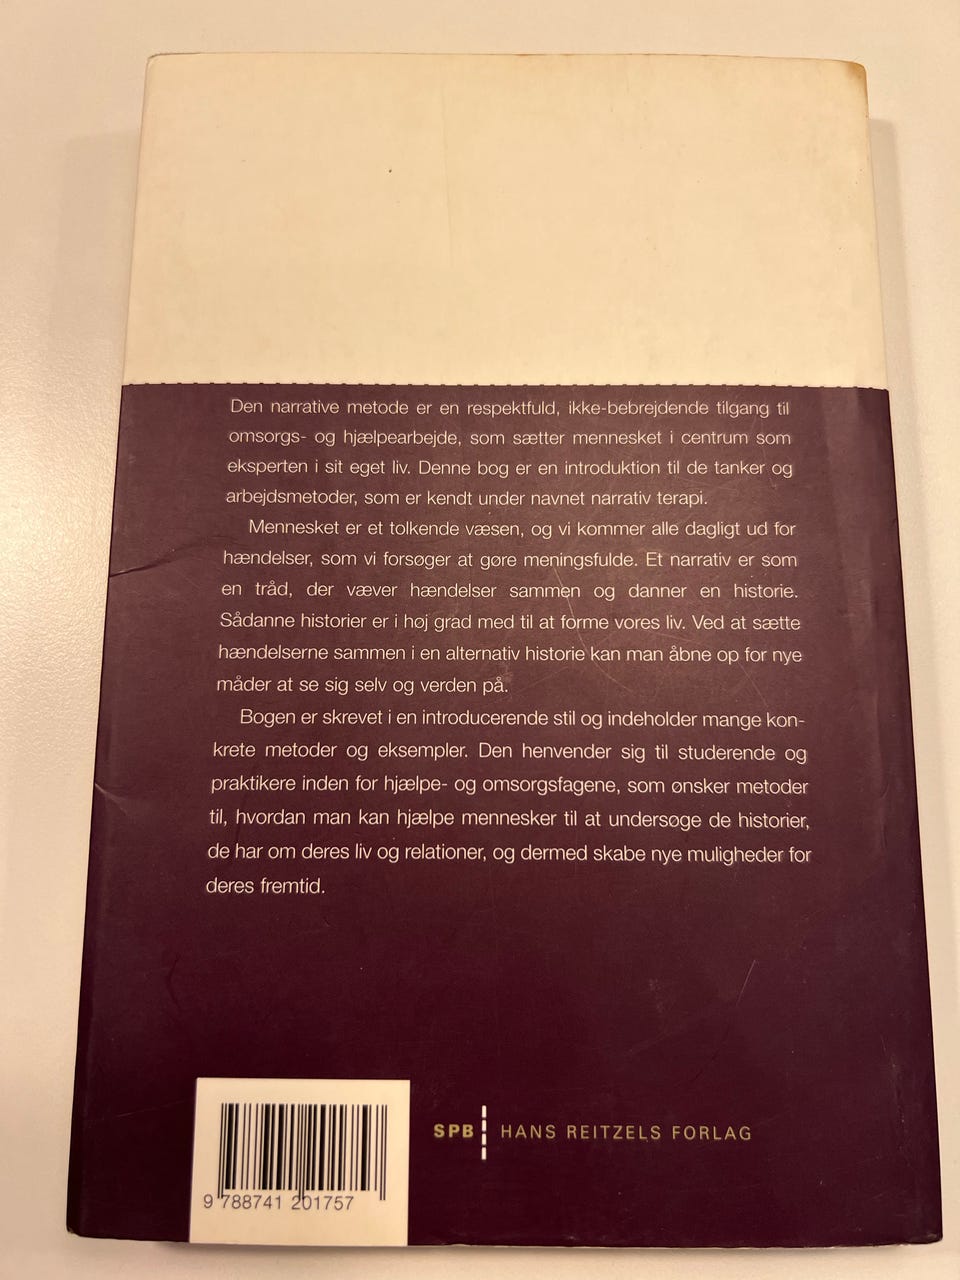 Den narrative metode er en respektfuld, ikke-bebrejdende tilgang til
omsorgs- og hjælpearbejde, som sætter mennesket i centrum som
eksperten i sit eget liv. Denne bog er en introduktion til de tanker og
arbejdsmetoder, som er kendt under navnet narrativ terapi.
Mennesket er et tolkende væsen, og vi kommer alle dagligt ud for
hændelser, som vi forsøger at gøre meningsfulde. Et narrativ er som
en tråd, der væver hændelser sammen og danner en historie.
Sådanne historier er i høj grad med til at forme vores liv. Ved at sætte
hændelserne sammen i en alternativ historie kan man åbne op for nye
måder at se sig selv og verden på.
Bogen er skrevet i en introducerende stil og indeholder mange kon-
krete metoder og eksempler. Den henvender sig til studerende og
praktikere inden for hjælpe- og omsorgsfagene, som ønsker metoder
til, hvordan man kan hjælpe mennesker til at undersøge de historier,
de har om deres liv og relationer, og dermed skabe nye muligheder for
deres fremtid.
SPB HANS REITZELS FORLAG
9 788741 201757